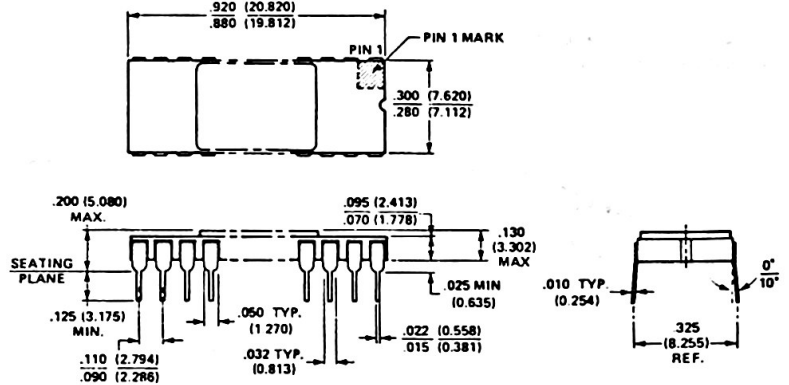 .920 (20.820)
.880 (19.812)
PIN 1
PIN 1 MARK
.300 (7.620)
.280 (7.112)
.200 (5.080)
MAX.
.095 (2.413)
.070 (1.778)
.130
(3.302)
MAX
SEATING
PLANE
.025 MIN
(0.635)
.125 (3.175)
MIN.
.050 TYP.
(1 270)
.022 (0.558)
.015 (0.381)
.110 (2.794)
.090 (2.286)
.032 TYP.
(0.813)
.010 TYP.
(0.254)
0°
10°
.325
(8.255)
REF.